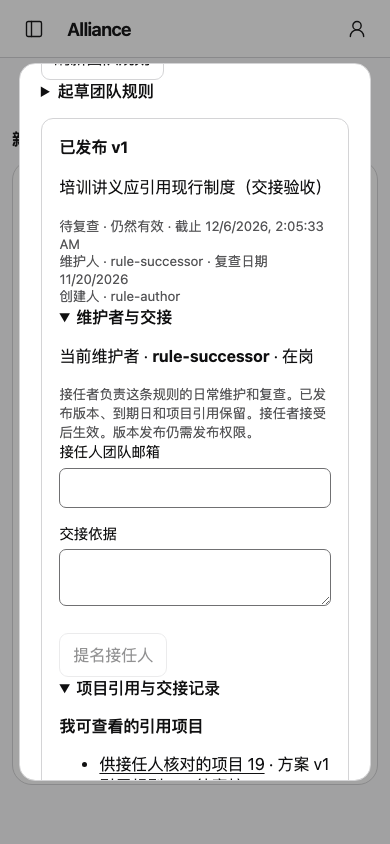 Alliance
起草团队规则
已发布 v1
培训讲义应引用现行制度（交接验收）
待复查 · 仍然有效 · 截止 12/6/2026, 2:05:33
AM
维护人 · rule-successor · 复查日期
11/20/2026
创建人 · rule-author
维护者与交接
当前维护者 · rule-successor · 在岗
接任者负责这条规则的日常维护和复查。已发
布版本、到期日和项目引用保留。接任者接受
后生效。版本发布仍需发布权限。
接任人团队邮箱
交接依据
提名接任人
项目引用与交接记录
我可查看的引用项目
供接任人核对的项目 19 · 方案 v1